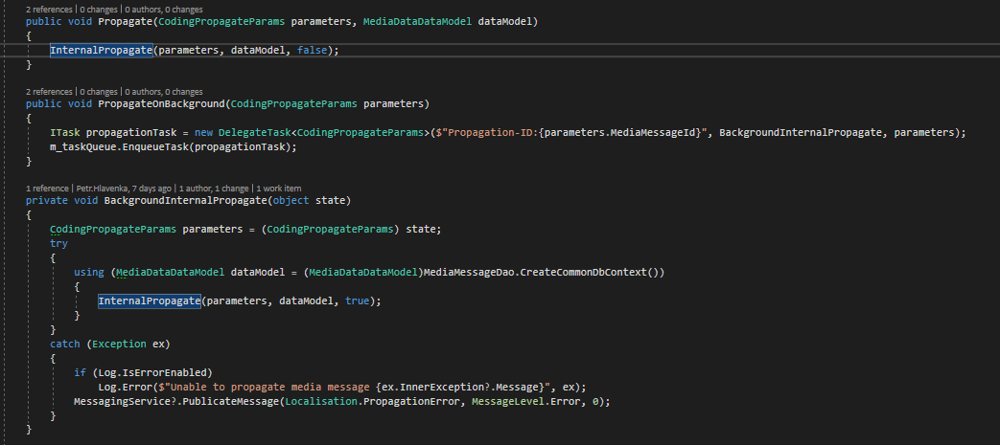 2 references | 0 changes | 0 authors, 0 changes
public void Propagate(CodingPropagateParams parameters, MediaDataDataModel dataModel)
{
InternalPropagate(parameters, dataModel, false);
}
2 references | 0 changes | 0 authors, 0 changes
public void PropagateOnBackground(CodingPropagateParams parameters)
{
ITask propagationTask = new DelegateTask<CodingPropagateParams>($"Propagation-ID:{parameters.MediaMessageId}", BackgroundInternalPropagate, parameters);
m_taskQueue.EnqueueTask(propagationTask);
}
1 reference | Petr.Hlavenka, 7 days ago | 1 author, 1 change | 1 work item
private void BackgroundInternalPropagate(object state)
{
CodingPropagateParams parameters = (CodingPropagateParams) state;
try
{
using (MediaDataDataModel dataModel = (MediaDataDataModel)MediaMessageDao.CreateCommonDbContext())
{
InternalPropagate(parameters, dataModel, true);
}
}
catch (Exception ex)
{
if (Log.IsErrorEnabled)
Log.Error($"Unable to propagate media message {ex.InnerException?.Message}", ex);
MessagingService?.PublicateMessage(Localisation.PropagationError, MessageLevel.Error, 0);
}
}